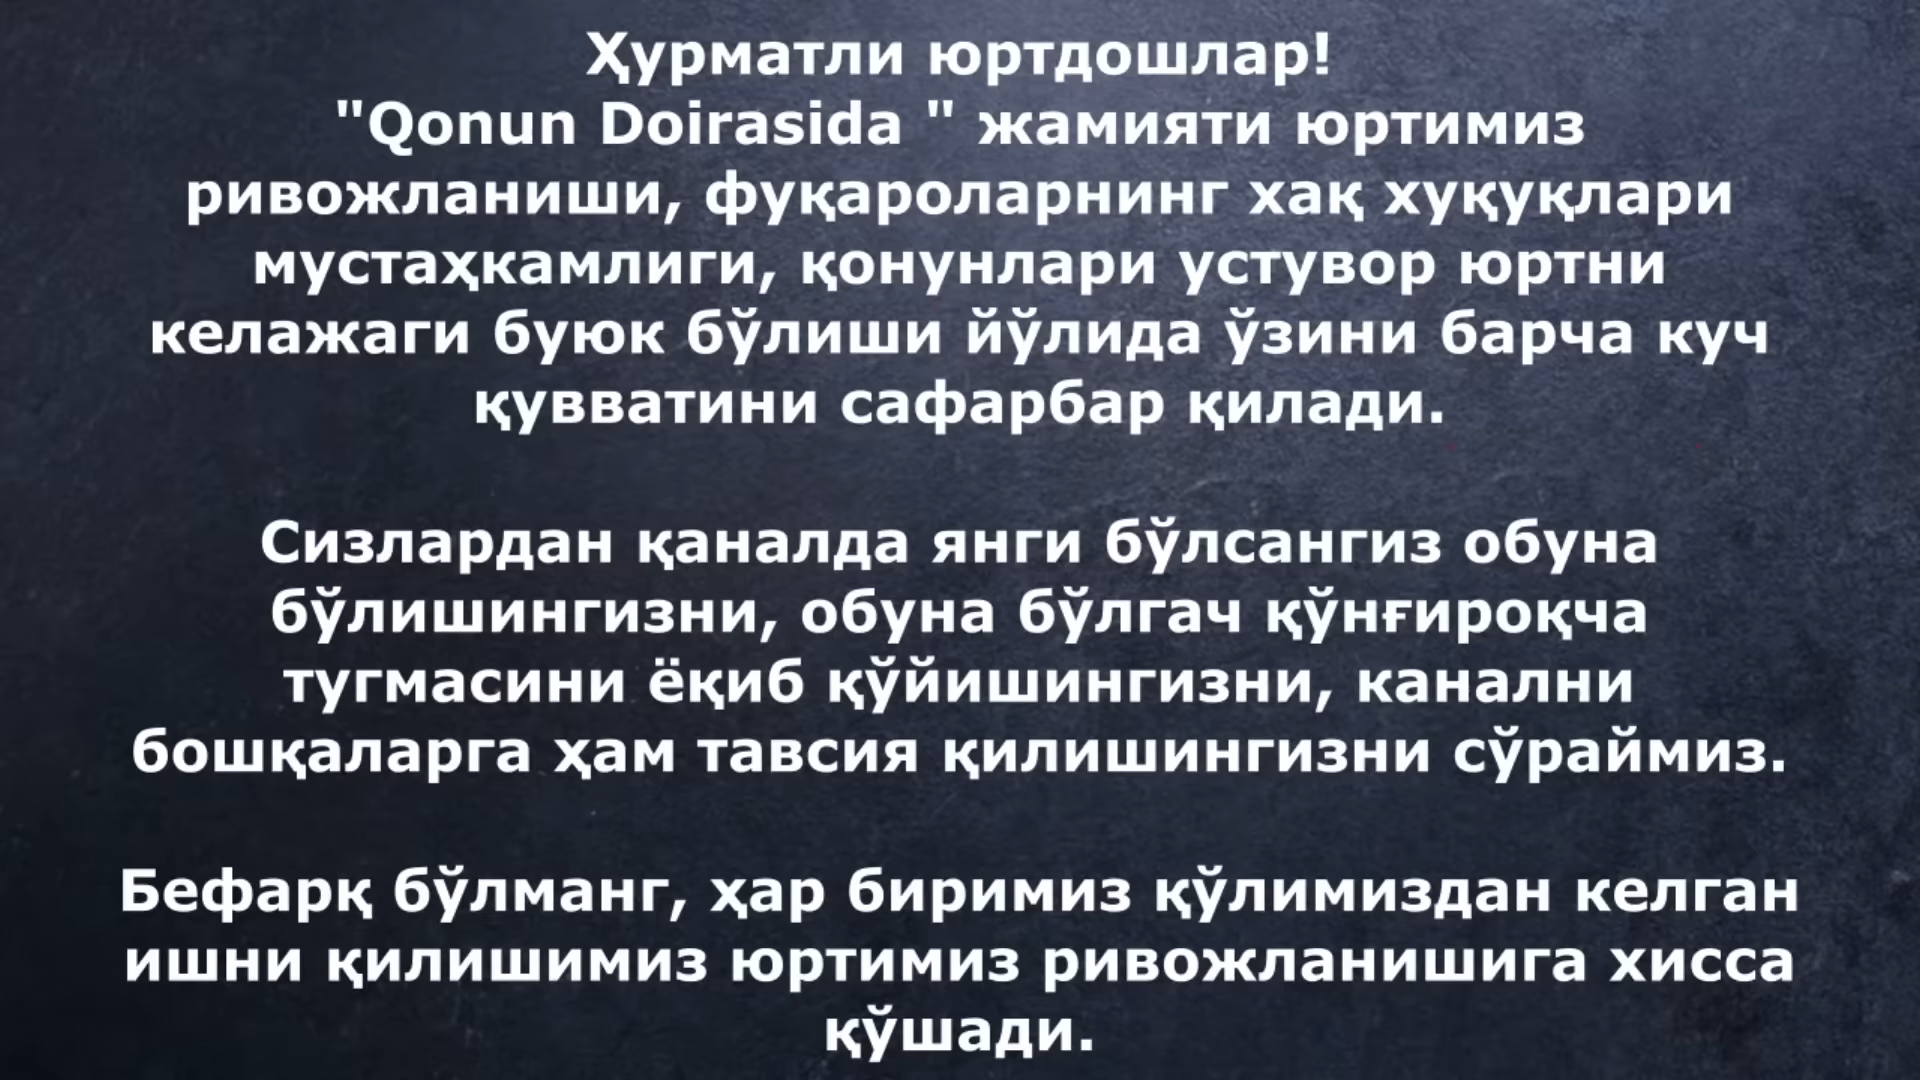 Ҳурматли юртдошлар!
"Qonun Doirasida " жамияти юртимиз
ривожланиши, фуқароларнинг хақ хуқуқлари
мустаҳкамлиги, қонунлари устувор юртни
келажаги буюк бўлиши йўлида ўзини барча куч
қувватини сафарбар қилади.
Сизлардан қаналда янги бўлсангиз обуна
бўлишингизни, обуна бўлгач қўнғироқча
тугмасини ёқиб қўйишингизни, канални
бошқаларга ҳам тавсия қилишингизни сўраймиз.
Бефарқ бўлманг, ҳар биримиз қўлимиздан келган
ишни қилишимиз юртимиз ривожланишига хисса
қўшади.